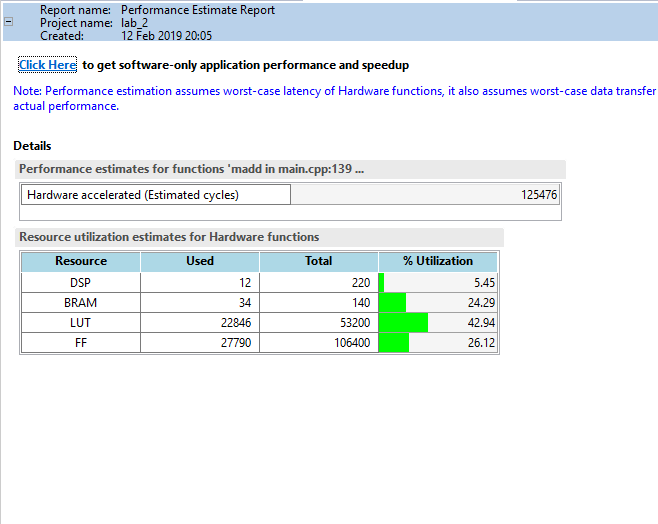 Report name: Performance Estimate Report
Project name: lab_2
Created: 12 Feb 2019 20:05
Click Here to get software-only application performance and speedup
Note: Performance estimation assumes worst-case latency of Hardware functions, it also assumes worst-case data transfer
actual performance.
Details
Performance estimates for functions 'madd in main.cpp:139 ...
Hardware accelerated (Estimated cycles) 125476
Resource utilization estimates for Hardware functions
Resource Used Total % Utilization
DSP 12 220 5.45
BRAM 34 140 24.29
LUT 22846 53200 42.94
FF 27790 106400 26.12